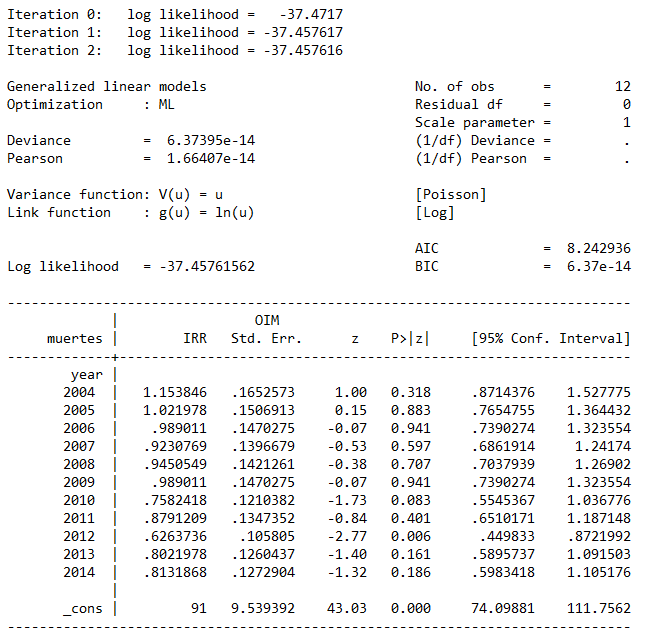 Iteration 0:   log likelihood =   -37.4717
Iteration 1:   log likelihood = -37.457617
Iteration 2:   log likelihood = -37.457616
Generalized linear models                          No. of obs      =         12
Optimization     : ML                              Residual df     =          0
                                                   Scale parameter =          1
Deviance         =  6.37395e-14                    (1/df) Deviance =          .
Pearson          =  1.66407e-14                    (1/df) Pearson  =          .
Variance function: V(u) = u                        [Poisson]
Link function    : g(u) = ln(u)                    [Log]
                                                   AIC             =  8.242936
Log likelihood   = -37.45761562                    BIC             =  6.37e-14
------------------------------------------------------------------------------
             |                 OIM
     muertes |        IRR   Std. Err.      z    P>|z|     [95% Conf. Interval]
-------------+----------------------------------------------------------------
        year |
       2004  |   1.153846   .1652573     1.00   0.318     .8714376    1.527775
       2005  |   1.021978   .1506913     0.15   0.883     .7654755    1.364432
       2006  |    .989011   .1470275    -0.07   0.941     .7390274    1.323554
       2007  |   .9230769   .1396679    -0.53   0.597     .6861914     1.24174
       2008  |   .9450549   .1421261    -0.38   0.707     .7037939     1.26902
       2009  |    .989011   .1470275    -0.07   0.941     .7390274    1.323554
       2010  |   .7582418   .1210382    -1.73   0.083     .5545367    1.036776
       2011  |   .8791209   .1347352    -0.84   0.401     .6510171    1.187148
       2012  |   .6263736    .105805    -2.77   0.006      .449833    .8721992
       2013  |   .8021978   .1260437    -1.40   0.161     .5895737    1.091503
       2014  |   .8131868   .1272904    -1.32   0.186     .5983418    1.105176
             |
       _cons |         91   9.539392    43.03   0.000     74.09881    111.7562
------------------------------------------------------------------------------